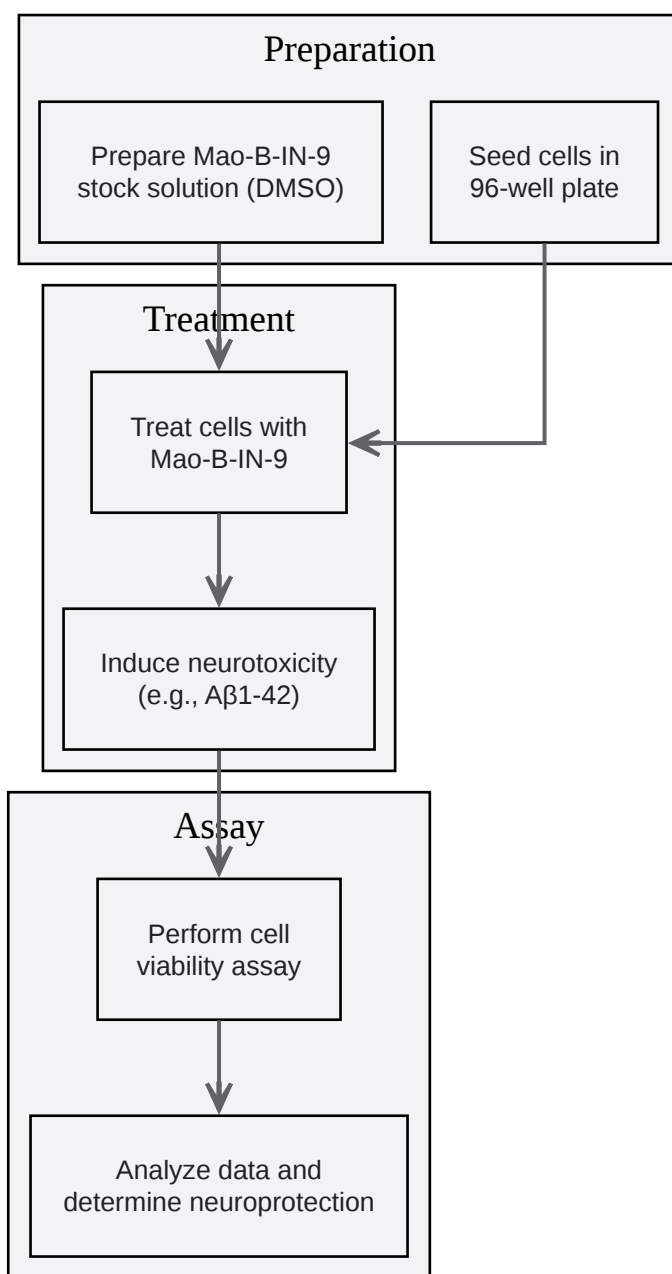 Preparation
Prepare Mao-B-IN-9
stock solution (DMSO)
Seed cells in
96-well plate
Treatment
Treat cells with
Mao-B-IN-9
Induce neurotoxicity
(e.g., Aβ1-42)
Assay
Perform cell
viability assay
Analyze data and
determine neuroprotection